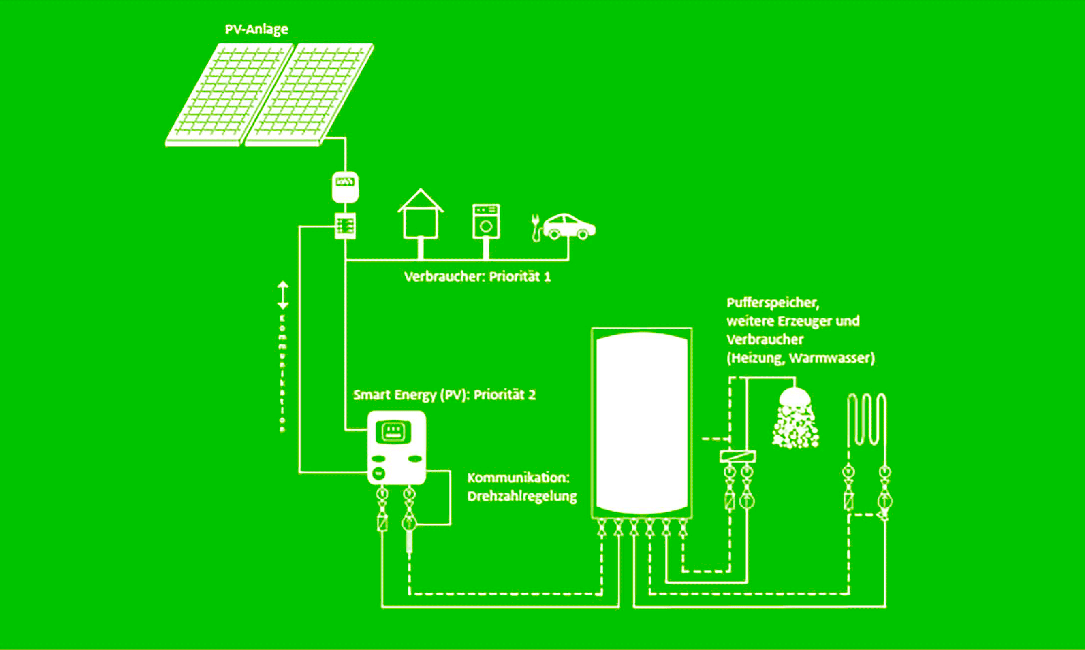 PV-Anlage
Verbraucher: Priorität 1
Kommunikation
Pufferspeicher,
weitere Erzeuger und
Verbraucher
(Heizung, Warmwasser)
Smart Energy (PV): Priorität 2
Kommunikation:
Drehzahlregelung